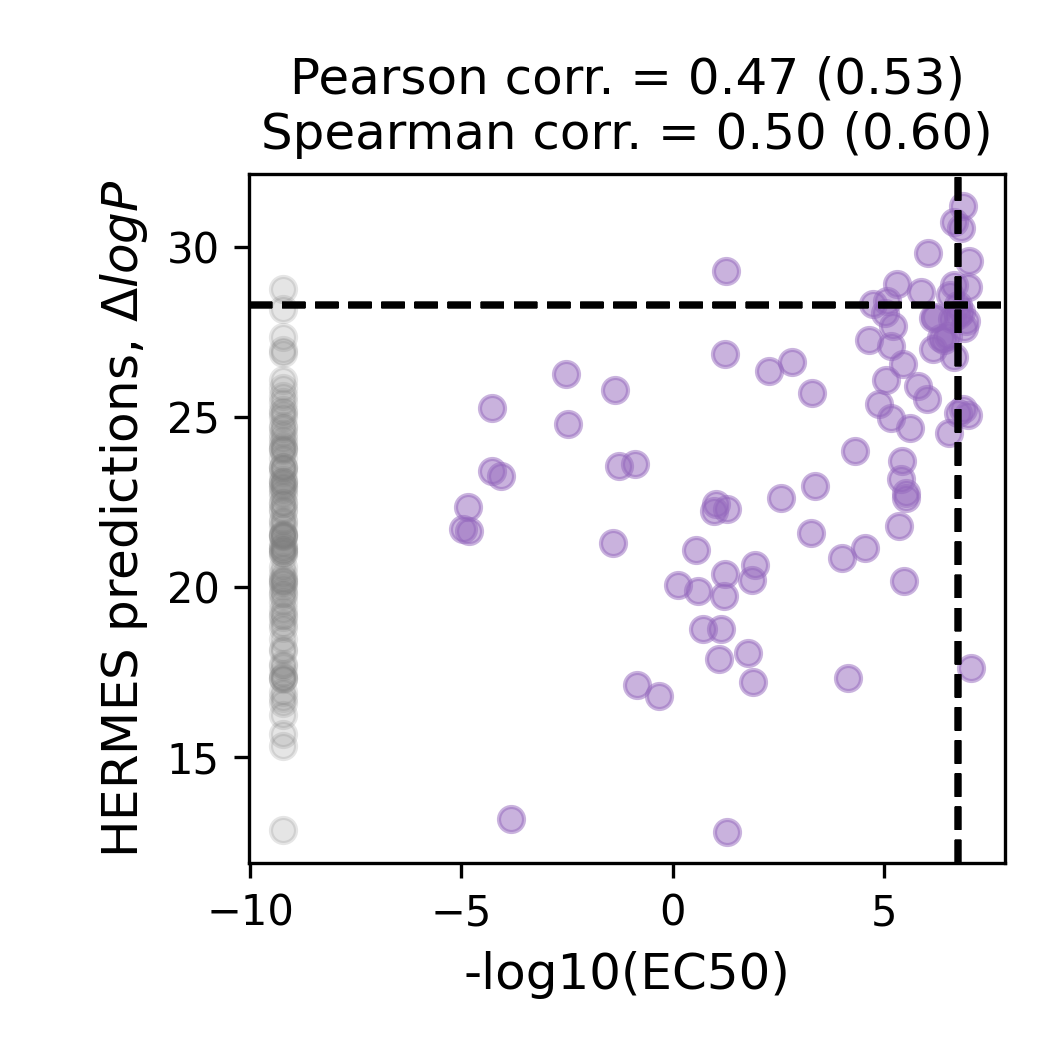 Pearson corr. = 0.47 (0.53)
Spearman corr. = 0.50 (0.60)
HERMES predictions, ΔlogP
30
25
20
15
−10
−5
0
5
-log10(EC50)